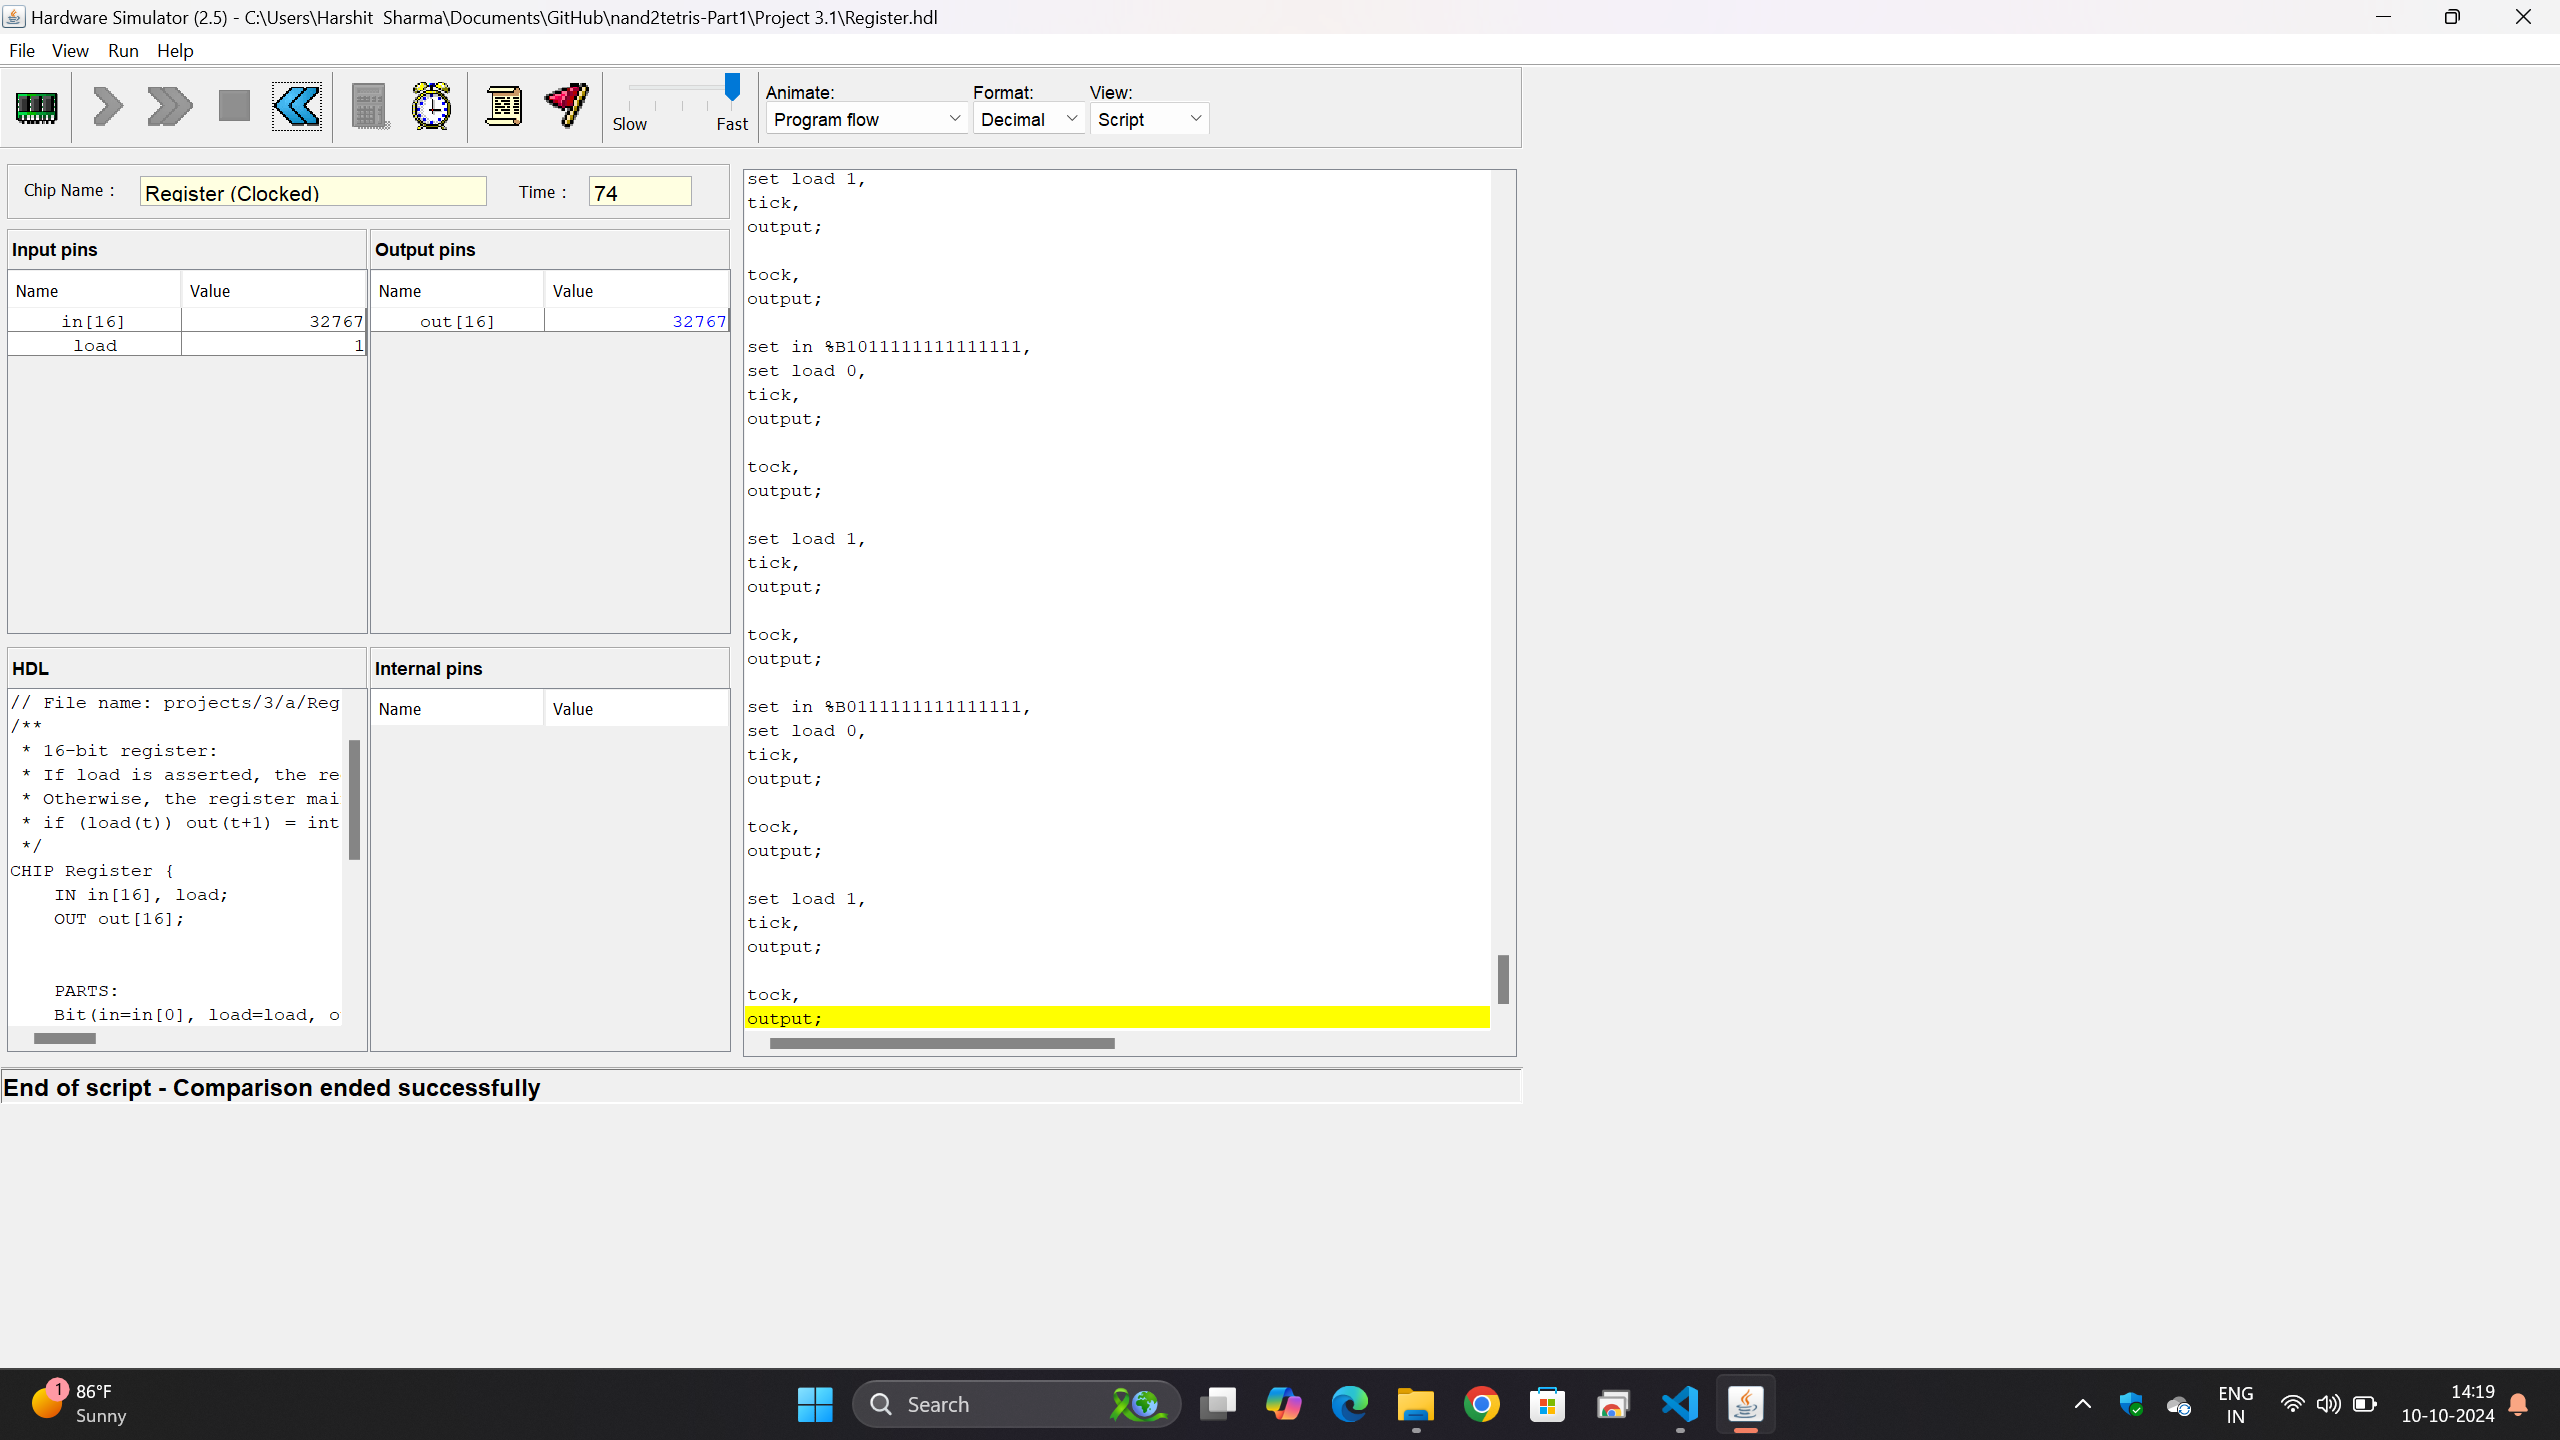 Hardware Simulator (2.5) - C:\Users\Harshit  Sharma\Documents\GitHub\nand2tetris-Part1\Project 3.1\Register.hdl
File View Run Help
Slow Fast
Animate: Format: View:
Program flow Decimal Script
Chip Name : Register (Clocked) Time : 74
Input pins
Name Value
in[16] 32767
load 1
Output pins
Name Value
out[16] 32767
HDL
// File name: projects/3/a/Reg
/**
 * 16-bit register:
 * If load is asserted, the re
 * Otherwise, the register mai
 * if (load(t)) out(t+1) = int
 */
CHIP Register {
    IN in[16], load;
    OUT out[16];
    PARTS:
    Bit(in=in[0], load=load, o
Internal pins
Name Value
set load 1,
tick,
output;
tock,
output;
set in %B1011111111111111,
set load 0,
tick,
output;
tock,
output;
set load 1,
tick,
output;
tock,
output;
set in %B0111111111111111,
set load 0,
tick,
output;
tock,
output;
set load 1,
tick,
output;
tock,
output;
End of script - Comparison ended successfully
1
86°F
Sunny
Search
ENG
IN
14:19
10-10-2024